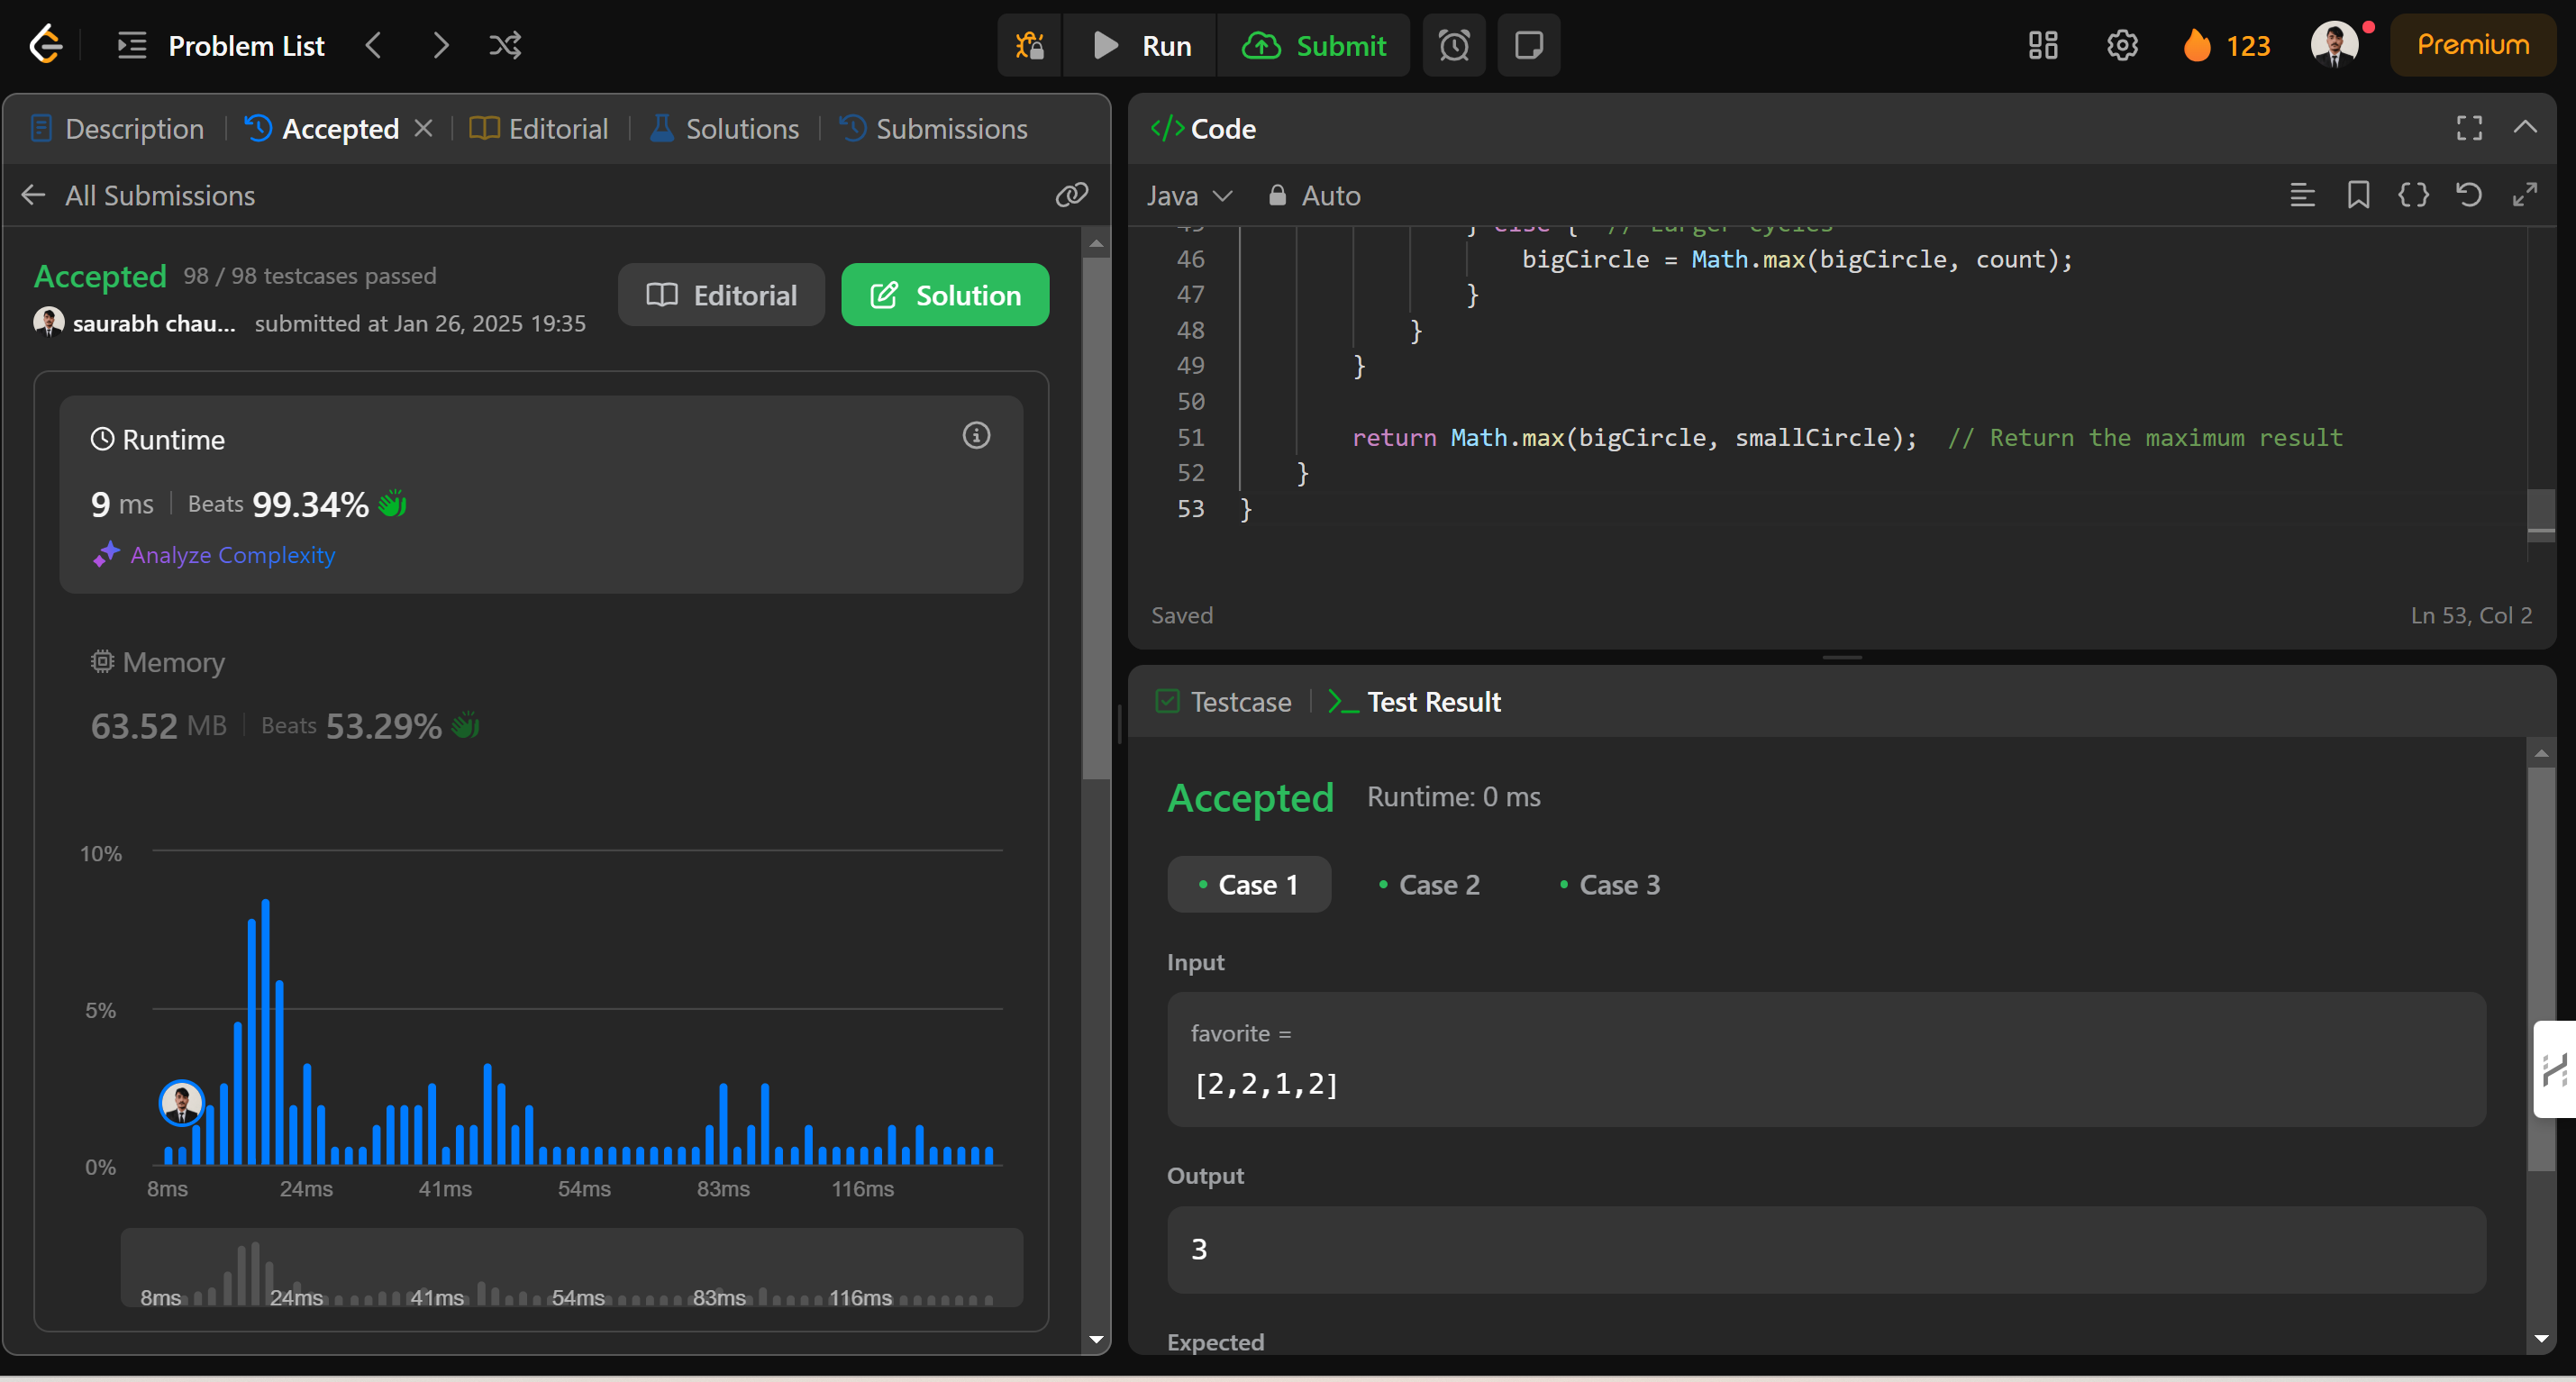 Problem List
Run
Submit
123
Premium
Description
Accepted
Editorial
Solutions
Submissions
All Submissions
Accepted 98 / 98 testcases passed
saurabh chau... submitted at Jan 26, 2025 19:35
Editorial
Solution
Runtime
9 ms Beats 99.34%
Analyze Complexity
Memory
63.52 MB Beats 53.29%
10%
5%
0%
8ms 24ms 41ms 54ms 83ms 116ms
8ms 24ms 41ms 54ms 83ms 116ms
</> Code
Java Auto
45 } else { // Larger cycles
46 bigCircle = Math.max(bigCircle, count);
47 }
48 }
49 }
50
51 return Math.max(bigCircle, smallCircle); // Return the maximum result
52 }
53 }
Saved
Ln 53, Col 2
Testcase
>_ Test Result
Accepted Runtime: 0 ms
Case 1
Case 2
Case 3
Input
favorite =
[2,2,1,2]
Output
3
Expected